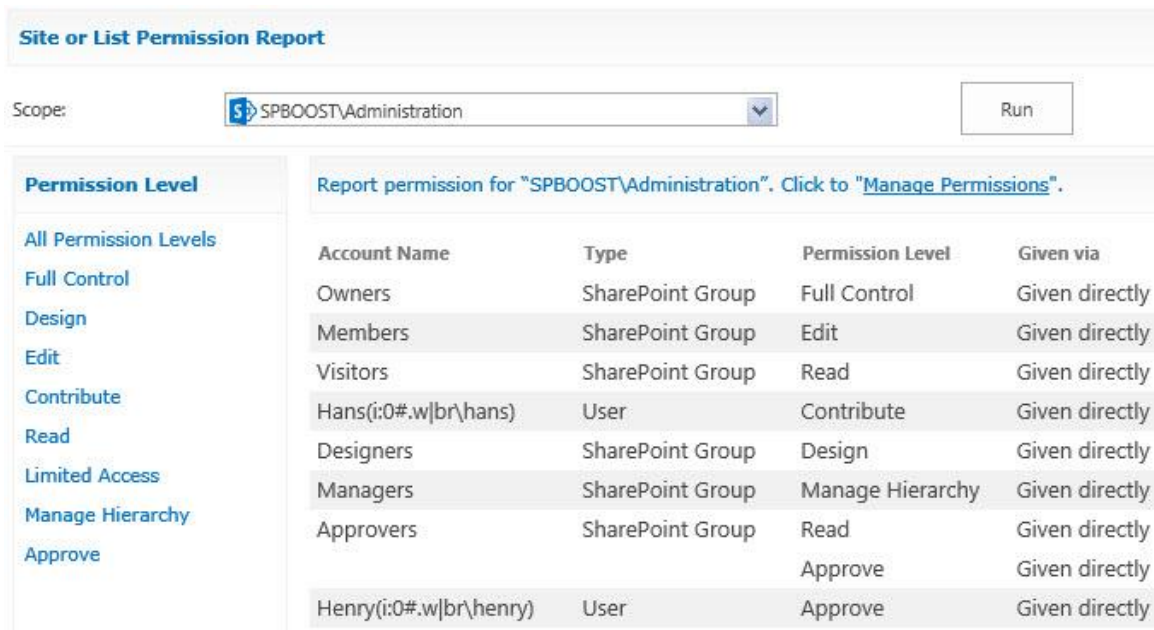 Site or List Permission Report
Scope: SPBOOST\Administration Run
Permission Level
All Permission Levels
Full Control
Design
Edit
Contribute
Read
Limited Access
Manage Hierarchy
Approve
Report permission for “SPBOOST\Administration”. Click to "Manage Permissions".
Account Name Type Permission Level Given via
Owners SharePoint Group Full Control Given directly
Members SharePoint Group Edit Given directly
Visitors SharePoint Group Read Given directly
Hans(i:0#.w|br\hans) User Contribute Given directly
Designers SharePoint Group Design Given directly
Managers SharePoint Group Manage Hierarchy Given directly
Approvers SharePoint Group Read Given directly
Approve Given directly
Henry(i:0#.w|br\henry) User Approve Given directly